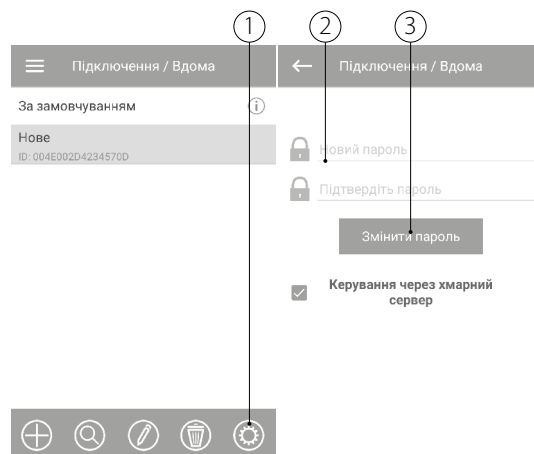 1
2
3
Підключення / Вдома
За замовчуванням
Нове
ID: 004E002D4234570D
Підключення / Вдома
Новий пароль
Підтвердіть пароль
Змінити пароль
Керування через хмарний
сервер